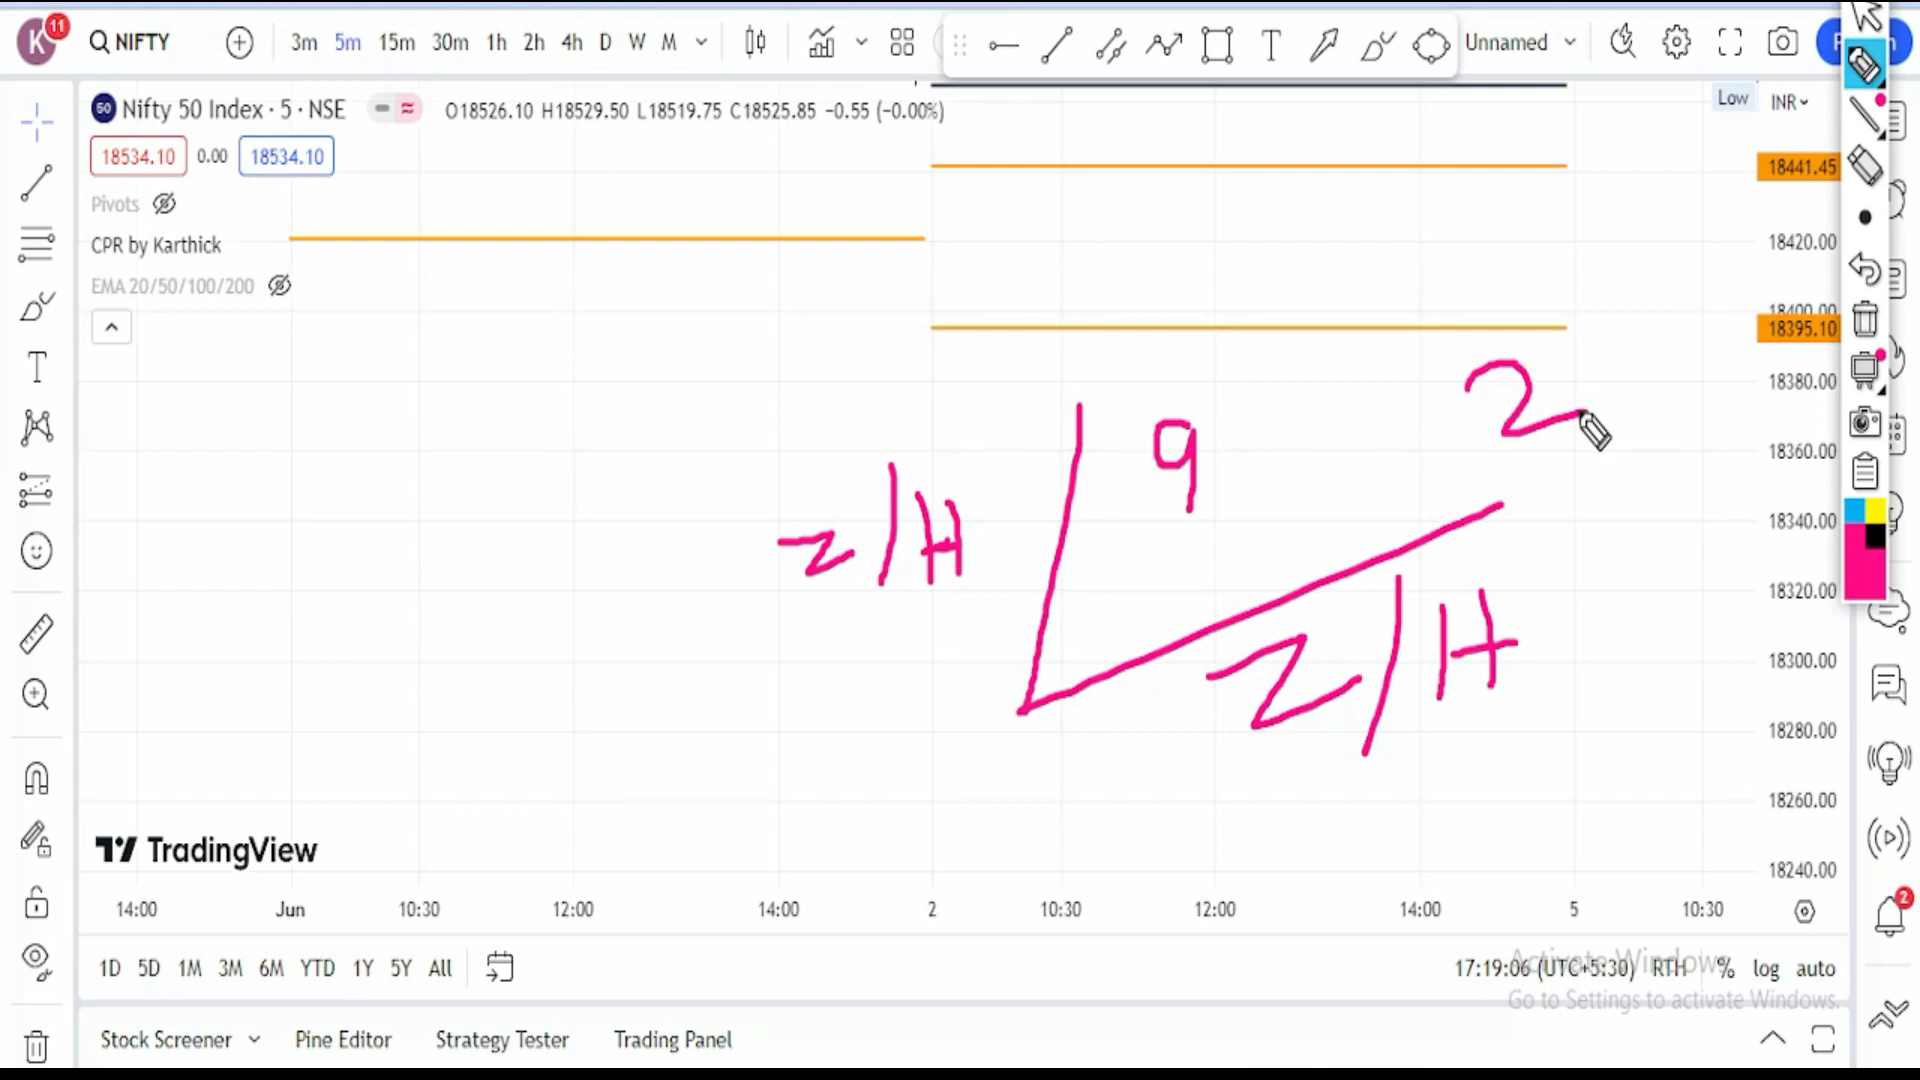 K 11 NIFTY 3m 5m 15m 30m 1h 2h 4h D W M Unnamed
50 Nifty 50 Index · 5 · NSE O18526.10 H18529.50 L18519.75 C18525.85 −0.55 (−0.00%) Low INR
18534.10 0.00 18534.10
18441.45
Pivots
CPR by Karthick
18420.00
EMA 20/50/100/200
18400.00
18395.10
18380.00
2
18360.00
9
18340.00
2/H
18320.00
2/H
18300.00
18280.00
18260.00
TradingView
18240.00
14:00 Jun 10:30 12:00 14:00 2 10:30 12:00 14:00 5 10:30
2
1D 5D 1M 3M 6M YTD 1Y 5Y All 17:19:06 (UTC+5:30) RTH % log auto
Activate Windows
Go to Settings to activate Windows.
Stock Screener Pine Editor Strategy Tester Trading Panel